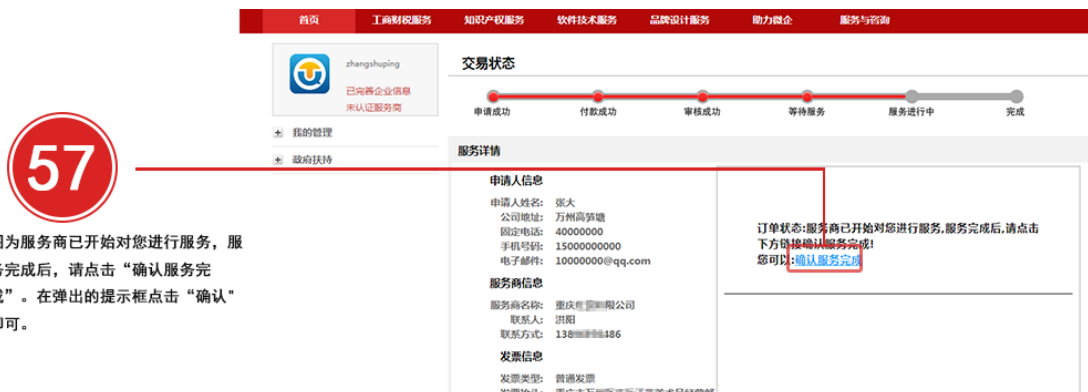 首页 工商财税服务 知识产权服务 软件技术服务 品牌设计服务 助力微企 服务与咨询
zhangshuping
已完善企业信息
未认证服务商
我的管理
政府扶持
交易状态
申请成功 付款成功 审核成功 等待服务 服务进行中 完成
服务详情
申请人信息
申请人姓名: 张大
公司地址: 万州高笋塘
固定电话: 40000000
手机号码: 15000000000
电子邮件: 10000000@qq.com
服务商信息
服务商名称: 重庆 限公司
联系人: 洪阳
联系方式: 138 486
发票信息
发票类型: 普通发票
订单状态:服务商已开始对您进行服务,服务完成后,请点击
下方链接确认服务完成!
您可以:确认服务完成
57
为服务商已开始对您进行服务，服
完成后，请点击“确认服务完
”。在弹出的提示框点击“确认"
可。